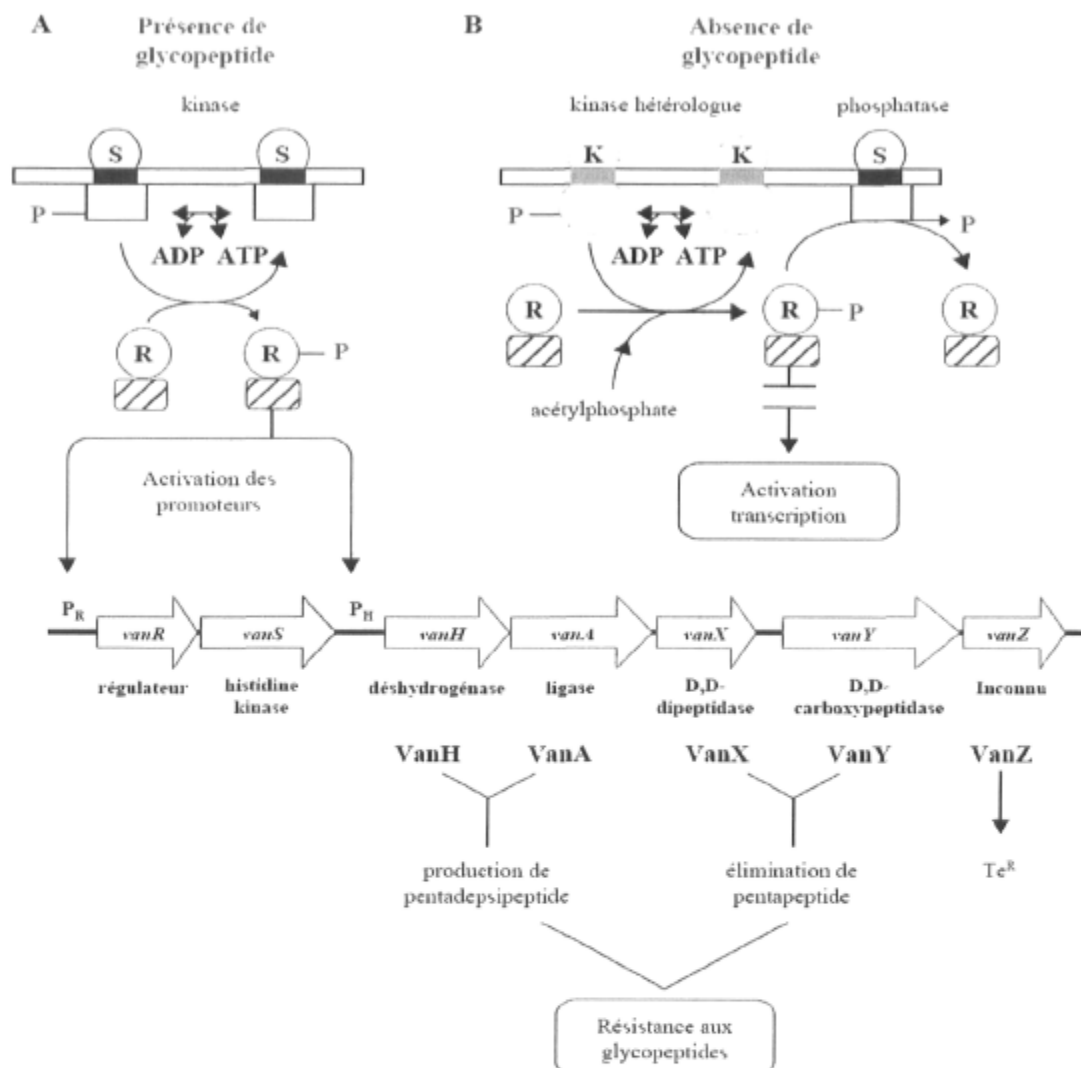 A
Présence de
glycopeptide
kinase
S
S
P
ADP ATP
R
R
P
Activation des
promoteurs
B
Absence de
glycopeptide
kinase hétérologue
phosphatase
K
K
S
P
ADP ATP
P
R
R
P
R
acétylphosphate
Activation
transcription
PR
vanR
vanS
PH
vanH
vanA
vanX
vanY
vanZ
régulateur
histidine
kinase
déshydrogénase
ligase
D,D-
dipeptidase
D,D-
carboxypeptidase
Inconnu
VanH
VanA
VanX
VanY
VanZ
production de
pentadepsipeptide
élimination de
pentapeptide
TeR
Résistance aux
glycopeptides